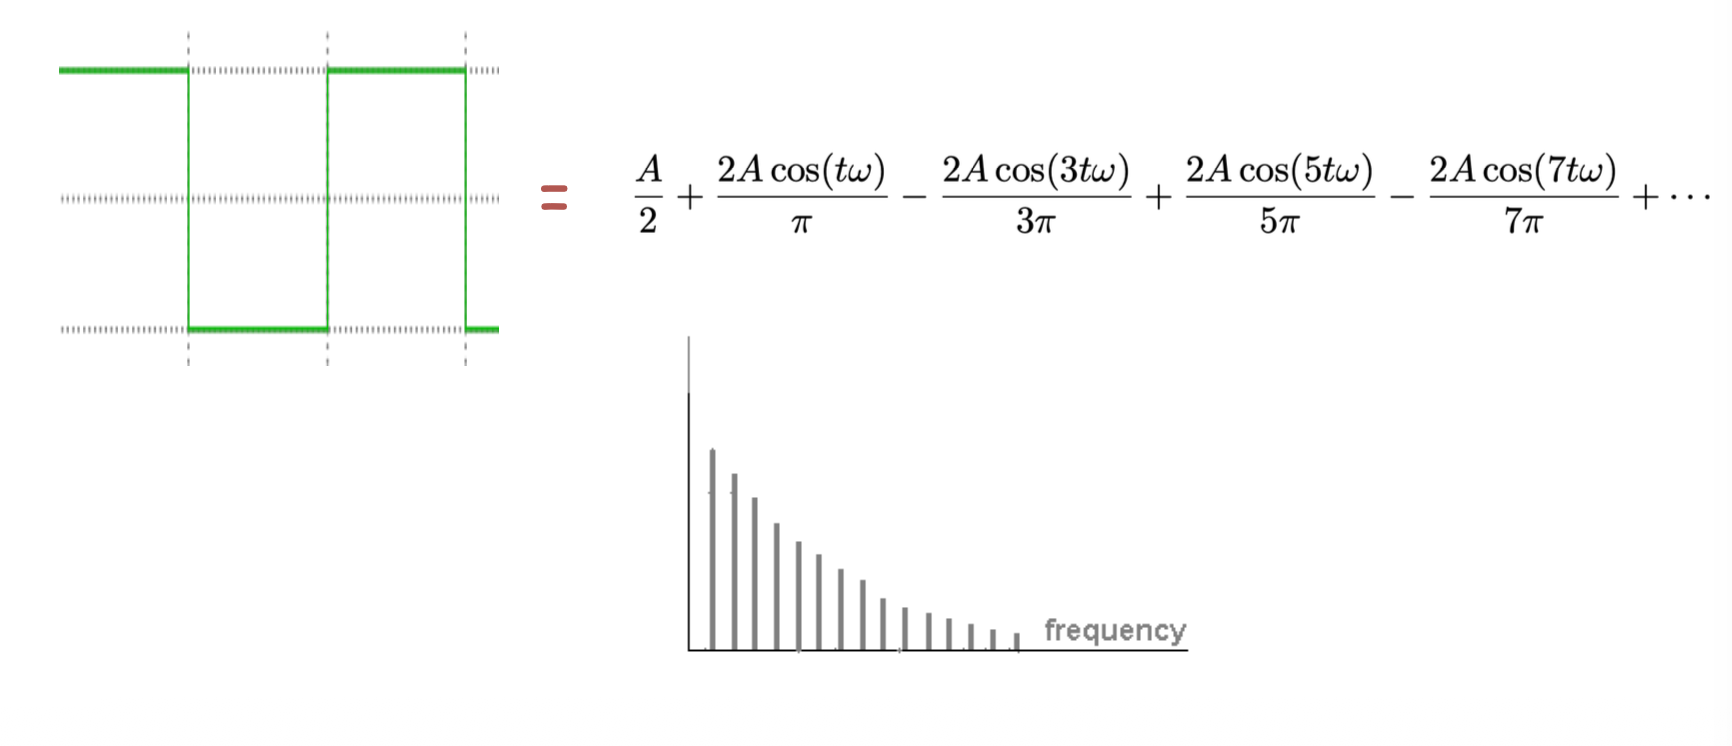 = A/2 + 2A cos(tω)/π − 2A cos(3tω)/3π + 2A cos(5tω)/5π − 2A cos(7tω)/7π + ⋯
frequency